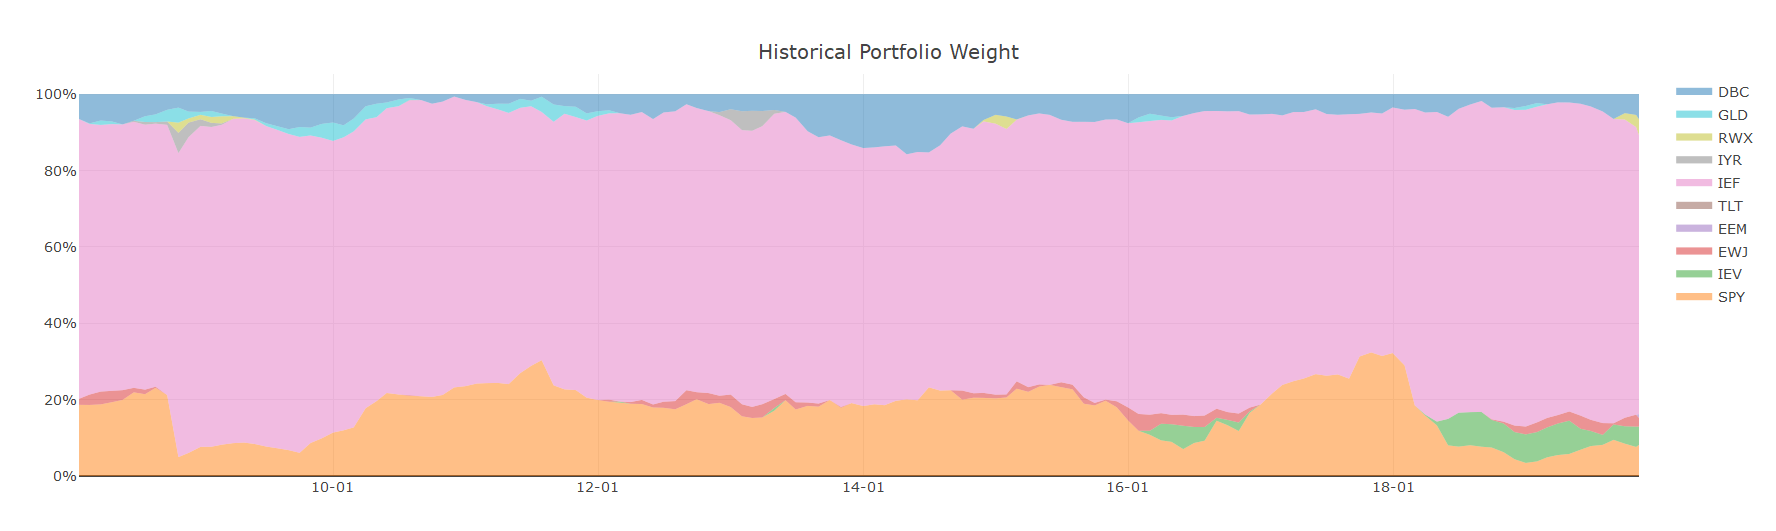 Historical Portfolio Weight
100%
80%
60%
40%
20%
0%
10-01
12-01
14-01
16-01
18-01
DBC
GLD
RWX
IYR
IEF
TLT
EEM
EWJ
IEV
SPY